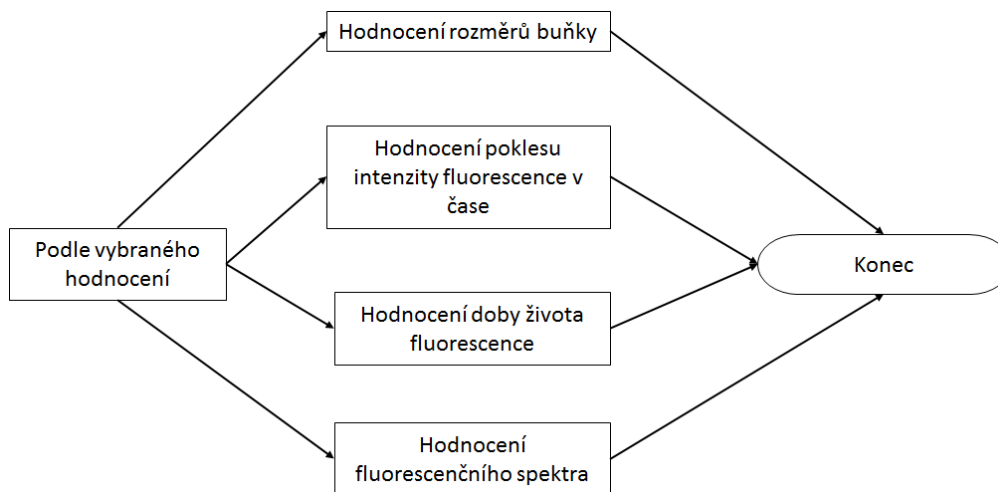 Hodnocení rozměrů buňky
Hodnocení poklesu
intenzity fluorescence v
čase
Podle vybraného
hodnocení
Konec
Hodnocení doby života
fluorescence
Hodnocení
fluorescenčního spektra